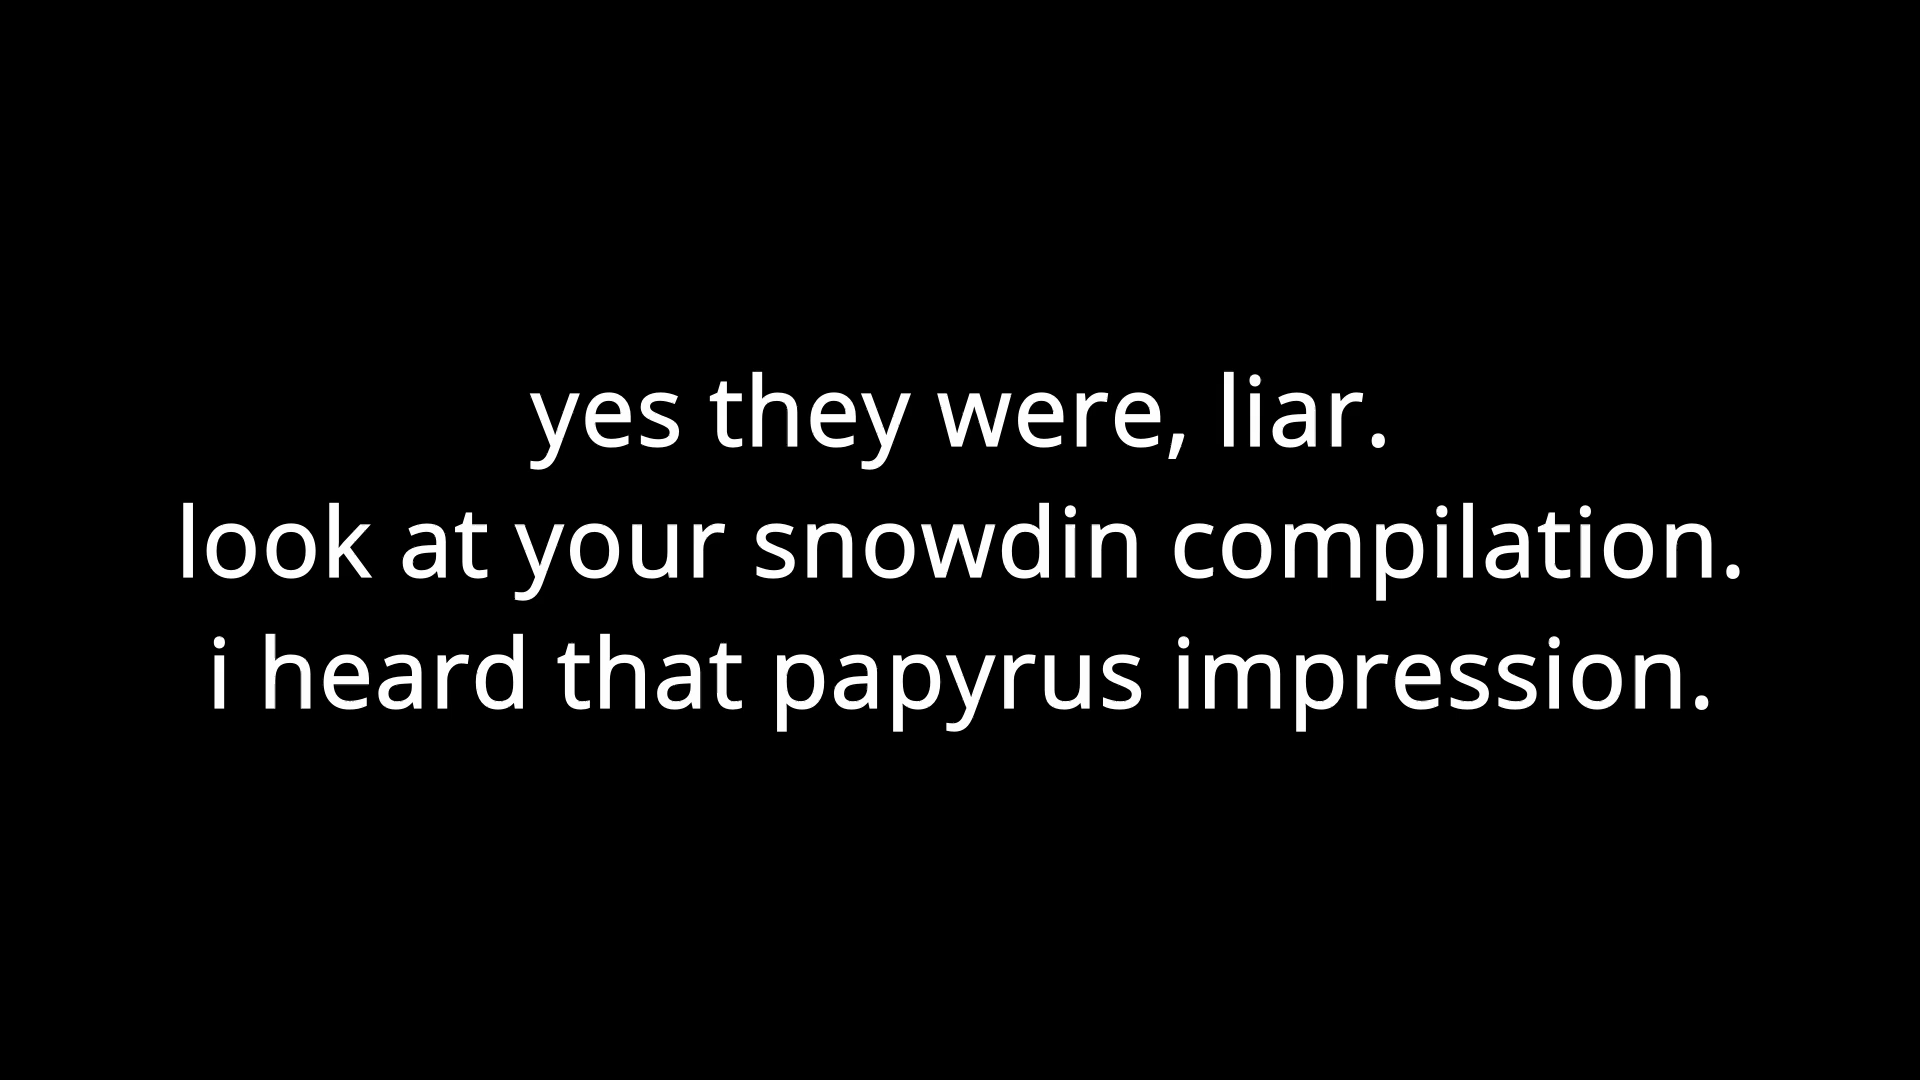 yes they were, liar.
look at your snowdin compilation.
i heard that papyrus impression.